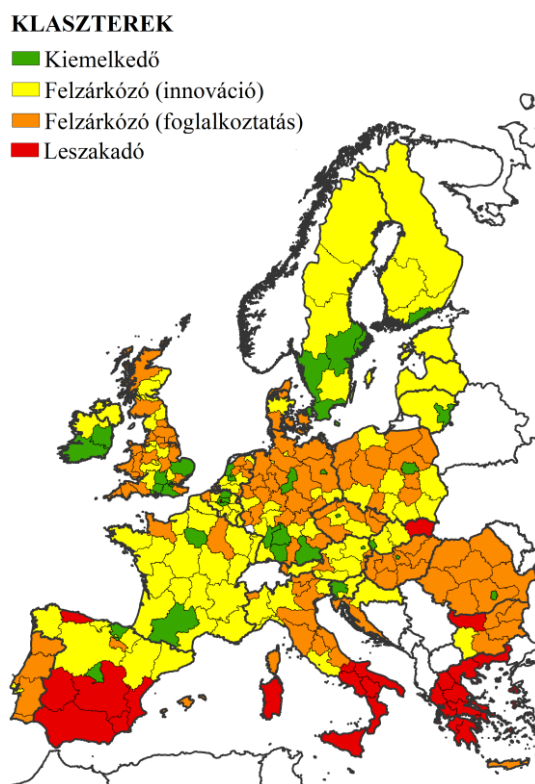 KLASZTEREK
Kiemelkedő
Felzárkózó (innováció)
Felzárkózó (foglalkoztatás)
Leszakadó